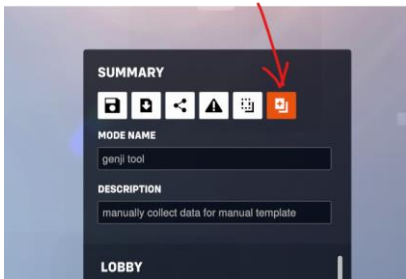 SUMMARY
MODE NAME
genji tool
DESCRIPTION
manually collect data for manual template
LOBBY